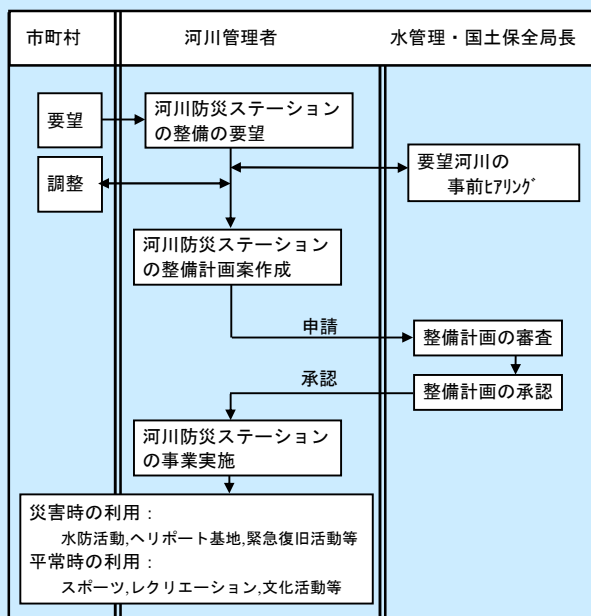 市町村
河川管理者
水管理・国土保全局長
要望
河川防災ステーション
の整備の要望
調整
要望河川の
事前ﾋｱﾘﾝｸﾞ
河川防災ステーション
の整備計画案作成
申請
整備計画の審査
承認
整備計画の承認
河川防災ステーション
の事業実施
災害時の利用：
水防活動,ヘリポート基地,緊急復旧活動等
平常時の利用：
スポーツ,レクリエーション,文化活動等